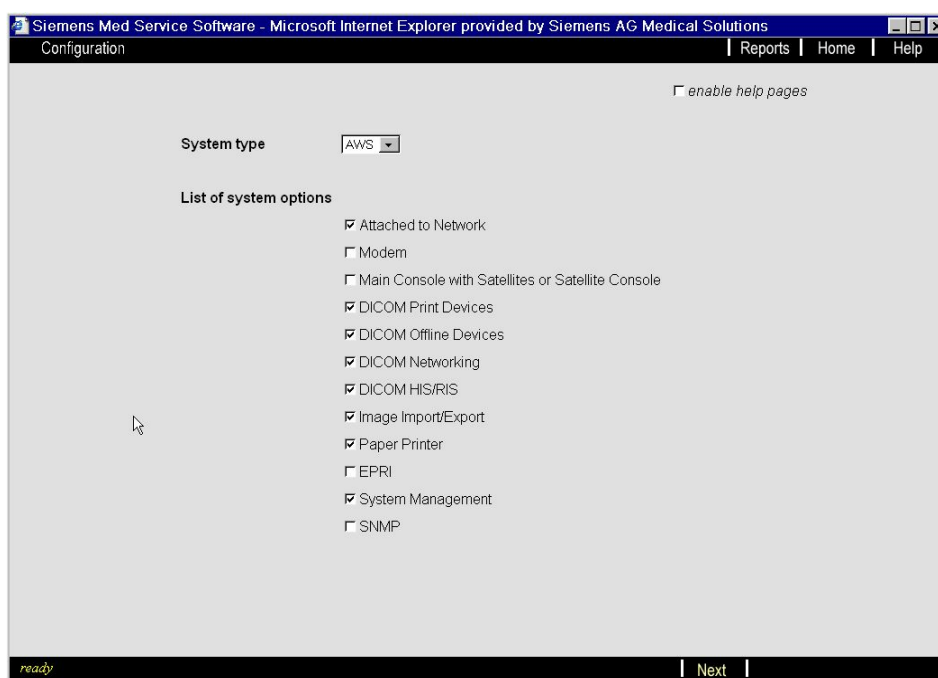 Siemens Med Service Software - Microsoft Internet Explorer provided by Siemens AG Medical Solutions
Configuration Reports Home Help
enable help pages
System type AWS
List of system options
Attached to Network
Modem
Main Console with Satellites or Satellite Console
DICOM Print Devices
DICOM Offline Devices
DICOM Networking
DICOM HIS/RIS
Image Import/Export
Paper Printer
EPRI
System Management
SNMP
ready Next